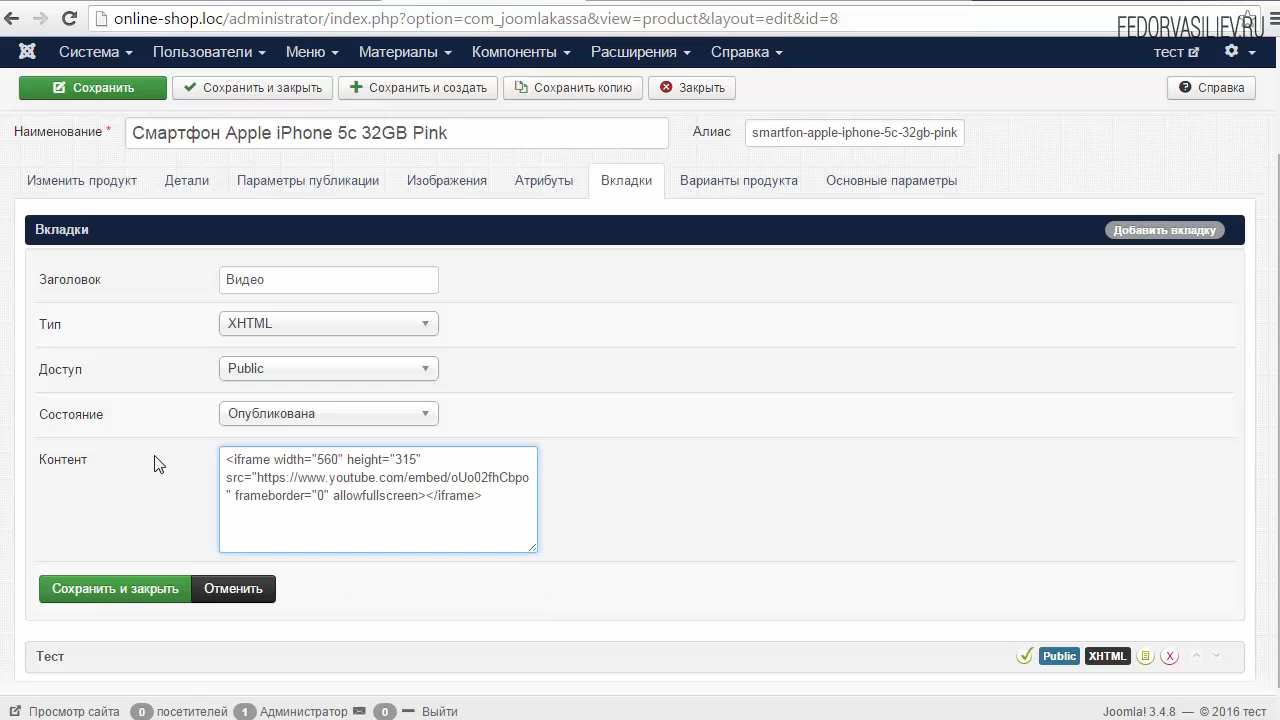 online-shop.loc/administrator/index.php?option=com_joomlakassa&view=product&layout=edit&id=8
FEDORVASILIEV.RU
Система Пользователи Меню Материалы Компоненты Расширения Справка тест
Сохранить Сохранить и закрыть Сохранить и создать Сохранить копию Закрыть Справка
Наименование * Смартфон Apple iPhone 5c 32GB Pink Алиас smartfon-apple-iphone-5c-32gb-pink
Изменить продукт Детали Параметры публикации Изображения Атрибуты Вкладки Варианты продукта Основные параметры
Вкладки Добавить вкладку
Заголовок Видео
Тип XHTML
Доступ Public
Состояние Опубликована
Контент <iframe width="560" height="315"
src="https://www.youtube.com/embed/oUo02fhCbpo
" frameborder="0" allowfullscreen></iframe>
Сохранить и закрыть Отменить
Тест Public XHTML X
Просмотр сайта 0 посетителей 1 Администратор 0 Выйти Joomla! 3.4.8 — © 2016 тест